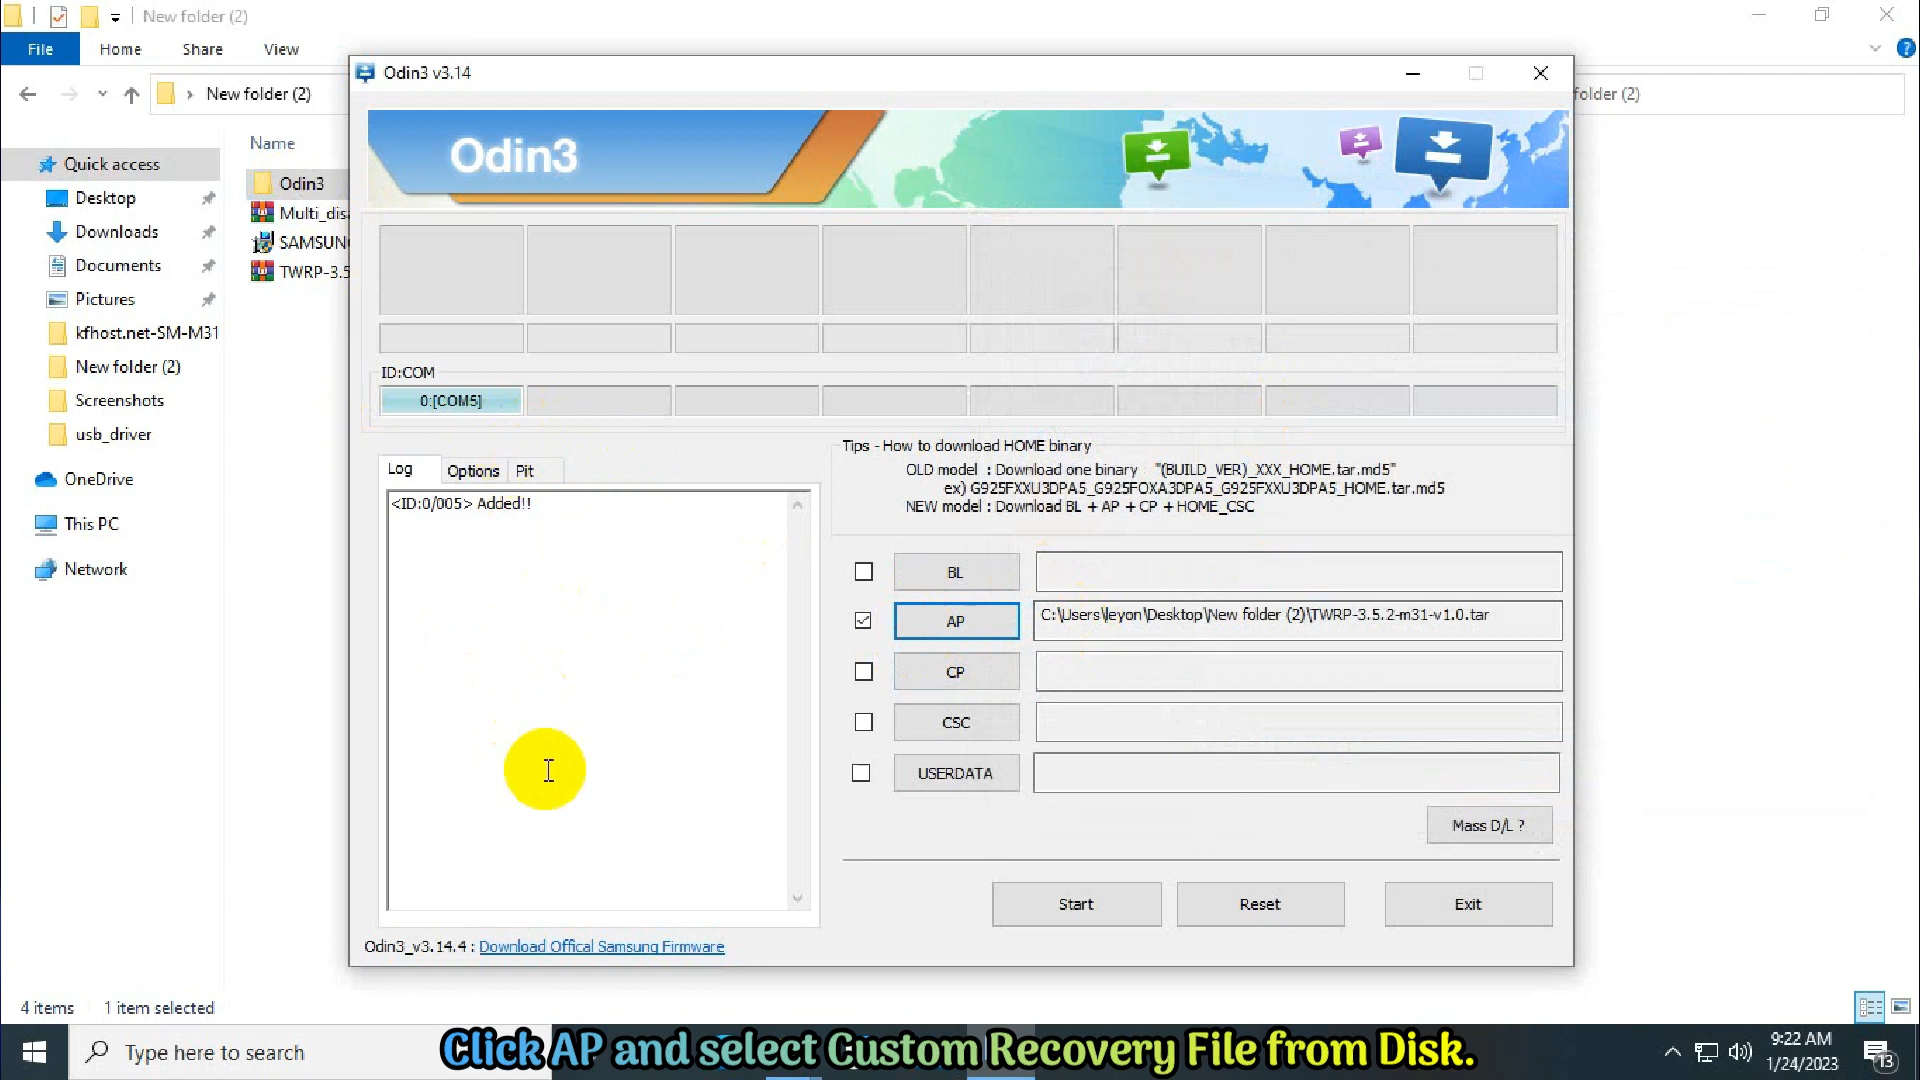 New folder (2)
File Home Share View
New folder (2)
folder (2)
Name
Quick access
Desktop
Downloads
Documents
Pictures
kfhost.net-SM-M31
New folder (2)
Screenshots
usb_driver
OneDrive
This PC
Network
Odin3
Multi_disa
SAMSUNG
TWRP-3.5
Odin3 v3.14
Odin3
ID:COM
0:[COM5]
Log Options Pit
<ID:0/005> Added!!
Tips - How to download HOME binary
OLD model : Download one binary "(BUILD_VER)_XXX_HOME.tar.md5"
ex) G925FXXU3DPA5_G925FOXA3DPA5_G925FXXU3DPA5_HOME.tar.md5
NEW model : Download BL + AP + CP + HOME_CSC
BL
AP C:\Users\leyon\Desktop\New folder (2)\TWRP-3.5.2-m31-v1.0.tar
CP
CSC
USERDATA
Mass D/L ?
Start Reset Exit
Odin3_v3.14.4 : Download Offical Samsung Firmware
4 items 1 item selected
Type here to search
Click AP and select Custom Recovery File from Disk.
9:22 AM
1/24/2023
13